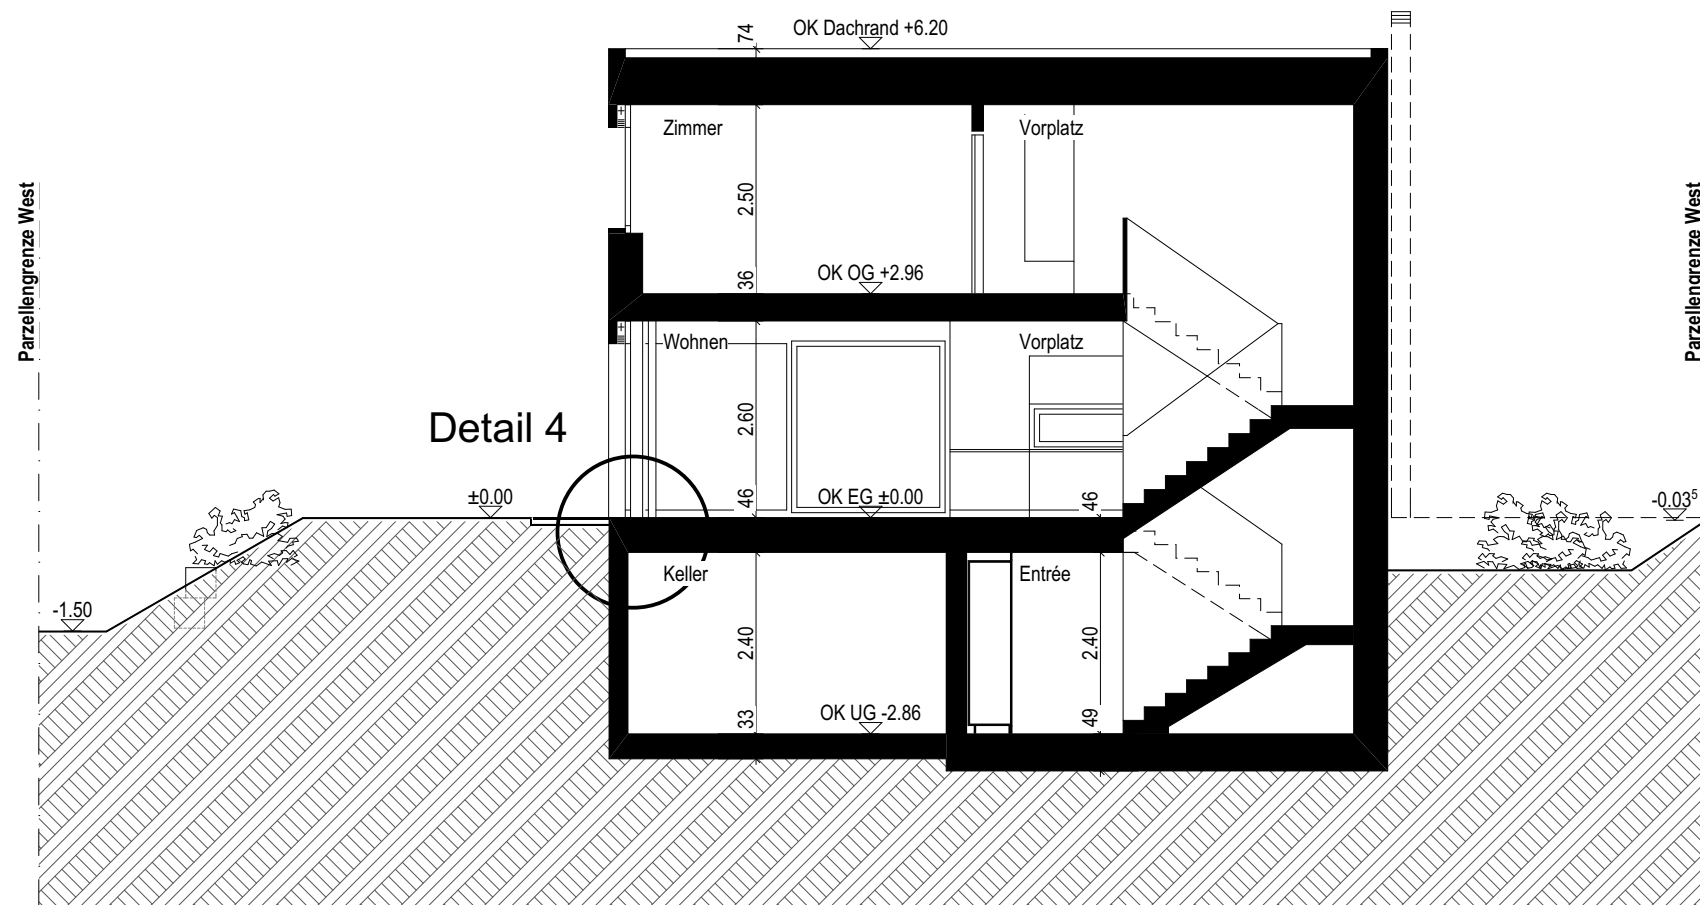 74
OK Dachrand +6.20
Zimmer
Vorplatz
Parzellengrenze West
Parzellengrenze West
2.50
36
OK OG +2.96
Wohnen
Vorplatz
Detail 4
2.60
±0.00
46
OK EG ±0.00
46
-0.03⁵
Keller
Entrée
-1.50
2.40
2.40
33
OK UG -2.86
49